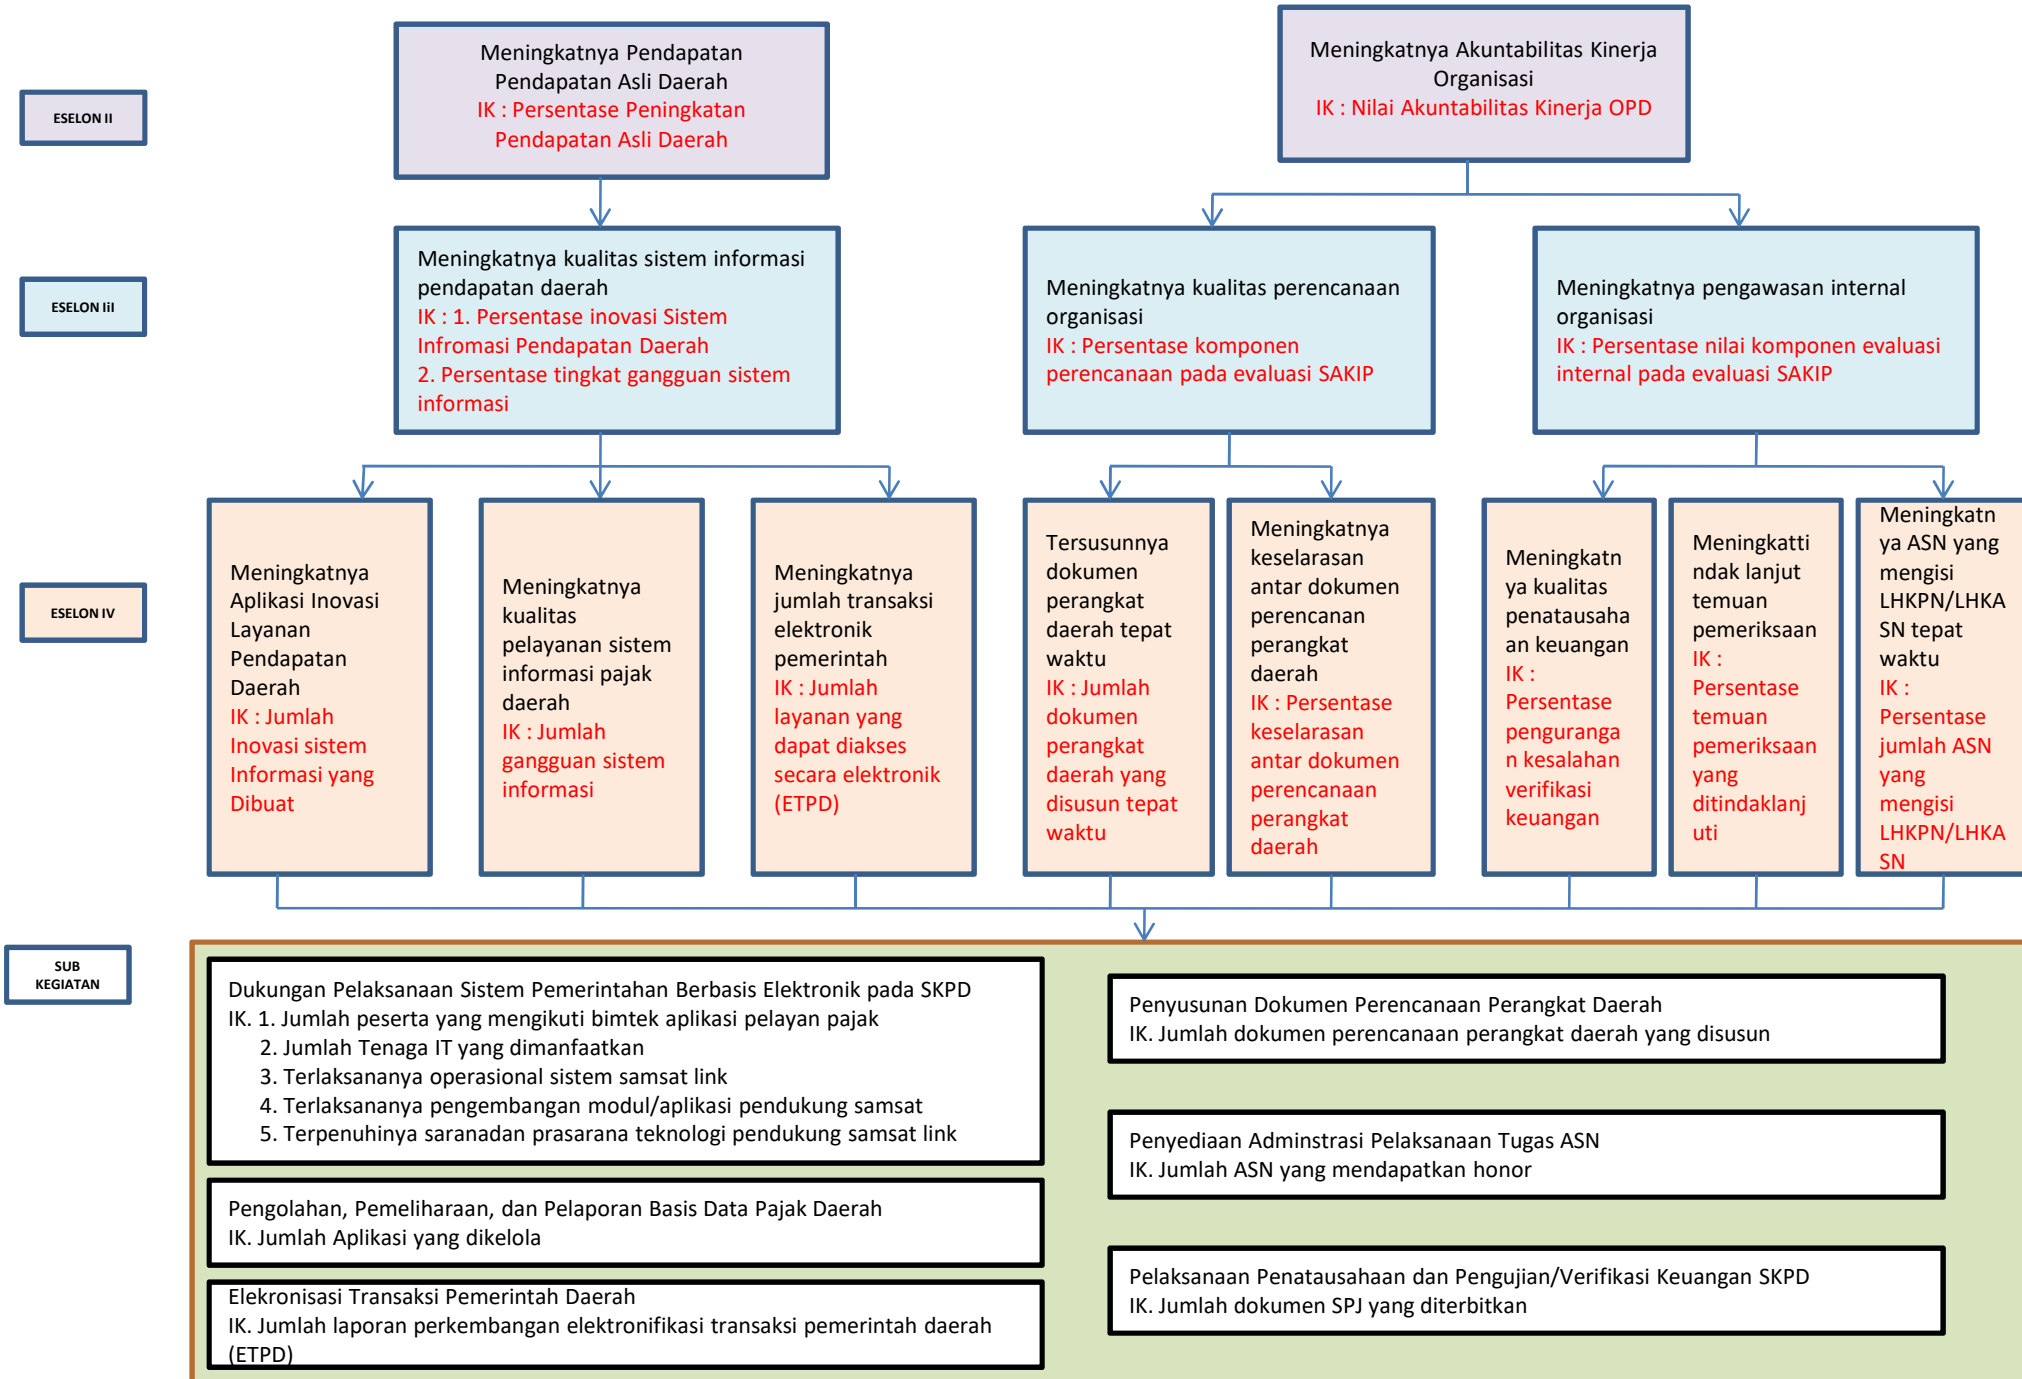 Meningkatnya Pendapatan
Pendapatan Asli Daerah
IK : Persentase Peningkatan
Pendapatan Asli Daerah
Meningkatnya Akuntabilitas Kinerja
Organisasi
IK : Nilai Akuntabilitas Kinerja OPD
ESELON II
ESELON IiI
Meningkatnya kualitas sistem informasi
pendapatan daerah
IK : 1. Persentase inovasi Sistem
Infromasi Pendapatan Daerah
2. Persentase tingkat gangguan sistem
informasi
Meningkatnya kualitas perencanaan
organisasi
IK : Persentase komponen
perencanaan pada evaluasi SAKIP
Meningkatnya pengawasan internal
organisasi
IK : Persentase nilai komponen evaluasi
internal pada evaluasi SAKIP
ESELON IV
Meningkatnya
Aplikasi Inovasi
Layanan
Pendapatan
Daerah
IK : Jumlah
Inovasi sistem
Informasi yang
Dibuat
Meningkatnya
kualitas
pelayanan sistem
informasi pajak
daerah
IK : Jumlah
gangguan sistem
informasi
Meningkatnya
jumlah transaksi
elektronik
pemerintah
IK : Jumlah
layanan yang
dapat diakses
secara elektronik
(ETPD)
Tersusunnya
dokumen
perangkat
daerah tepat
waktu
IK : Jumlah
dokumen
perangkat
daerah yang
disusun tepat
waktu
Meningkatnya
keselarasan
antar dokumen
perencanan
perangkat
daerah
IK : Persentase
keselarasan
antar dokumen
perencanaan
perangkat
daerah
Meningkatn
ya kualitas
penatausaha
an keuangan
IK :
Persentase
penguranga
n kesalahan
verifikasi
keuangan
Meningkatti
ndak lanjut
temuan
pemeriksaan
IK :
Persentase
temuan
pemeriksaan
yang
ditindaklanj
uti
Meningkatn
ya ASN yang
mengisi
LHKPN/LHKA
SN tepat
waktu
IK :
Persentase
jumlah ASN
yang
mengisi
LHKPN/LHKA
SN
SUB
KEGIATAN
Dukungan Pelaksanaan Sistem Pemerintahan Berbasis Elektronik pada SKPD
IK. 1. Jumlah peserta yang mengikuti bimtek aplikasi pelayan pajak
2. Jumlah Tenaga IT yang dimanfaatkan
3. Terlaksananya operasional sistem samsat link
4. Terlaksananya pengembangan modul/aplikasi pendukung samsat
5. Terpenuhinya saranadan prasarana teknologi pendukung samsat link
Pengolahan, Pemeliharaan, dan Pelaporan Basis Data Pajak Daerah
IK. Jumlah Aplikasi yang dikelola
Elekronisasi Transaksi Pemerintah Daerah
IK. Jumlah laporan perkembangan elektronifikasi transaksi pemerintah daerah
(ETPD)
Penyusunan Dokumen Perencanaan Perangkat Daerah
IK. Jumlah dokumen perencanaan perangkat daerah yang disusun
Penyediaan Adminstrasi Pelaksanaan Tugas ASN
IK. Jumlah ASN yang mendapatkan honor
Pelaksanaan Penatausahaan dan Pengujian/Verifikasi Keuangan SKPD
IK. Jumlah dokumen SPJ yang diterbitkan